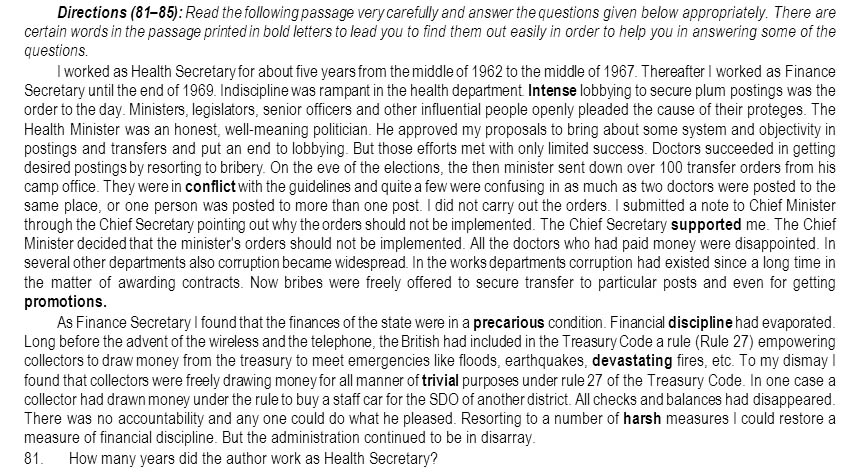 Directions (81–85): Read the following passage very carefully and answer the questions given below appropriately. There are
certain words in the passage printed in bold letters to lead you to find them out easily in order to help you in answering some of the
questions.
I worked as Health Secretary for about five years from the middle of 1962 to the middle of 1967. Thereafter I worked as Finance
Secretary until the end of 1969. Indiscipline was rampant in the health department. Intense lobbying to secure plum postings was the
order to the day. Ministers, legislators, senior officers and other influential people openly pleaded the cause of their proteges. The
Health Minister was an honest, well-meaning politician. He approved my proposals to bring about some system and objectivity in
postings and transfers and put an end to lobbying. But those efforts met with only limited success. Doctors succeeded in getting
desired postings by resorting to bribery. On the eve of the elections, the then minister sent down over 100 transfer orders from his
camp office. They were in conflict with the guidelines and quite a few were confusing in as much as two doctors were posted to the
same place, or one person was posted to more than one post. I did not carry out the orders. I submitted a note to Chief Minister
through the Chief Secretary pointing out why the orders should not be implemented. The Chief Secretary supported me. The Chief
Minister decided that the minister's orders should not be implemented. All the doctors who had paid money were disappointed. In
several other departments also corruption became widespread. In the works departments corruption had existed since a long time in
the matter of awarding contracts. Now bribes were freely offered to secure transfer to particular posts and even for getting
promotions.
As Finance Secretary I found that the finances of the state were in a precarious condition. Financial discipline had evaporated.
Long before the advent of the wireless and the telephone, the British had included in the Treasury Code a rule (Rule 27) empowering
collectors to draw money from the treasury to meet emergencies like floods, earthquakes, devastating fires, etc. To my dismay I
found that collectors were freely drawing money for all manner of trivial purposes under rule 27 of the Treasury Code. In one case a
collector had drawn money under the rule to buy a staff car for the SDO of another district. All checks and balances had disappeared.
There was no accountability and any one could do what he pleased. Resorting to a number of harsh measures I could restore a
measure of financial discipline. But the administration continued to be in disarray.
81. How many years did the author work as Health Secretary?